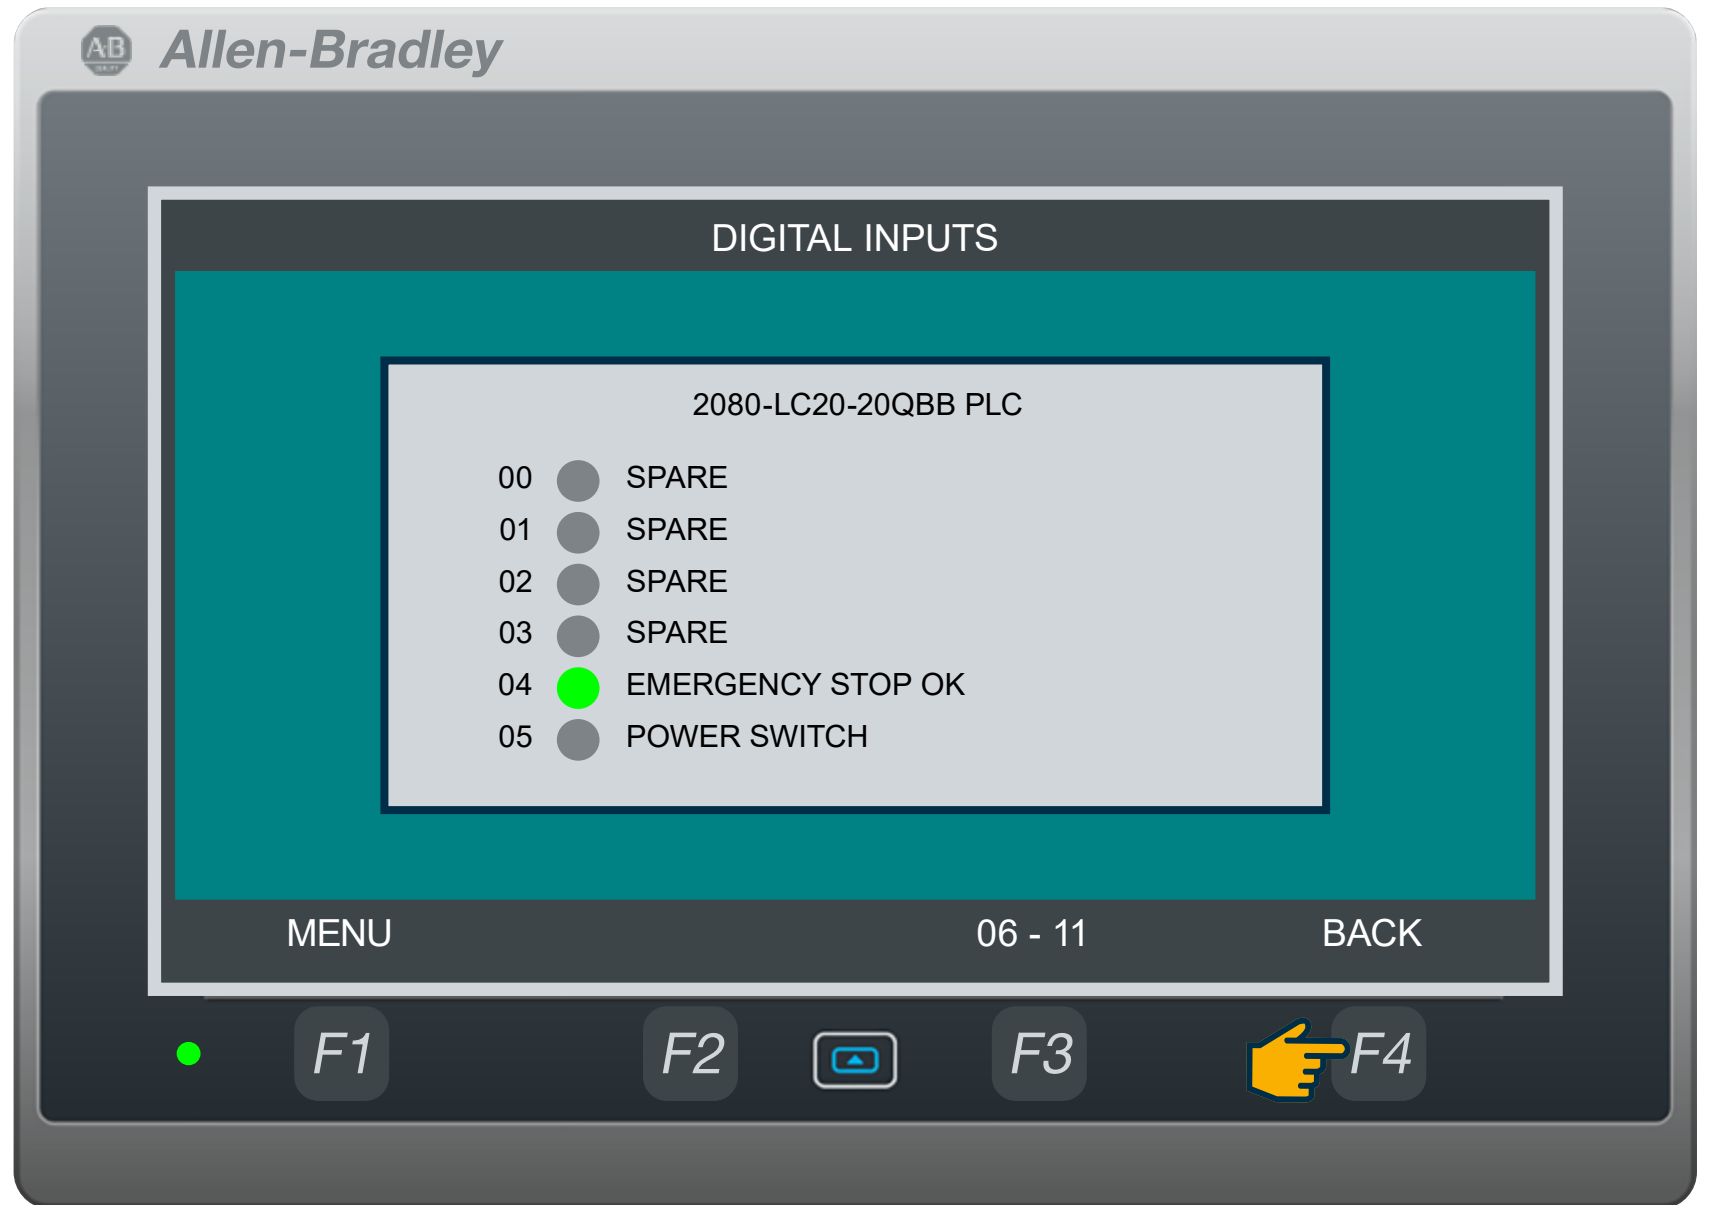 Allen-Bradley
DIGITAL INPUTS
2080-LC20-20QBB PLC
00 SPARE
01 SPARE
02 SPARE
03 SPARE
04 EMERGENCY STOP OK
05 POWER SWITCH
MENU 06 - 11 BACK
F1 F2 F3 F4